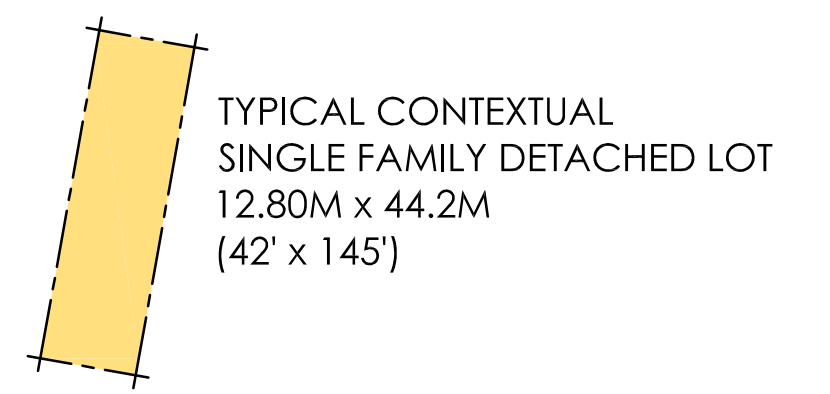 TYPICAL CONTEXTUAL
SINGLE FAMILY DETACHED LOT
12.80M x 44.2M
(42' x 145')